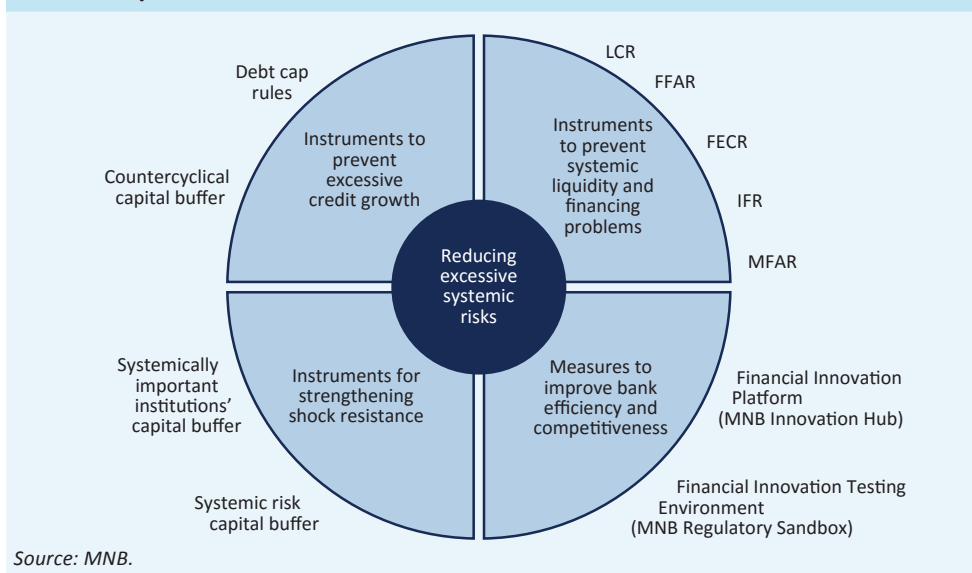 Debt cap
rules
Countercyclical
capital buffer
Instruments to
prevent
excessive
credit growth
LCR
FFAR
FECR
IFR
MFAR
Instruments
to prevent
systemic
liquidity and
financing
problems
Reducing
excessive
systemic
risks
Systemically
important
institutions'
capital buffer
Systemic risk
capital buffer
Instruments for
strengthening
shock resistance
Measures to
improve bank
efficiency and
competitiveness
Financial Innovation
Platform
(MNB Innovation Hub)
Financial Innovation Testing
Environment
(MNB Regulatory Sandbox)
Source: MNB.